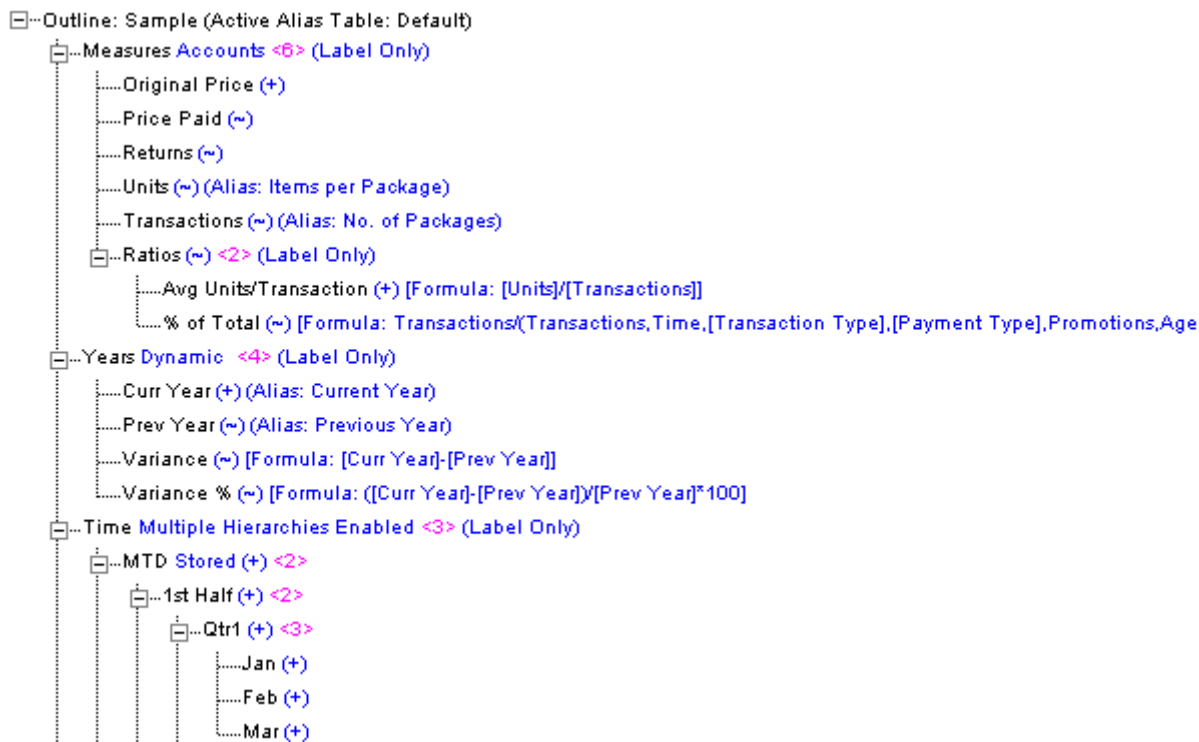 Outline: Sample (Active Alias Table: Default)
Measures Accounts <6> (Label Only)
Original Price (+)
Price Paid (~)
Returns (~)
Units (~) (Alias: Items per Package)
Transactions (~) (Alias: No. of Packages)
Ratios (~) <2> (Label Only)
Avg Units/Transaction (+) [Formula: [Units]/[Transactions]]
% of Total (~) [Formula: Transactions/(Transactions,Time,[Transaction Type],[Payment Type],Promotions,Age
Years Dynamic <4> (Label Only)
Curr Year (+) (Alias: Current Year)
Prev Year (~) (Alias: Previous Year)
Variance (~) [Formula: [Curr Year]-[Prev Year]]
Variance % (~) [Formula: ([Curr Year]-[Prev Year])/[Prev Year]*100]
Time Multiple Hierarchies Enabled <3> (Label Only)
MTD Stored (+) <2>
1st Half (+) <2>
Qtr1 (+) <3>
Jan (+)
Feb (+)
Mar (+)